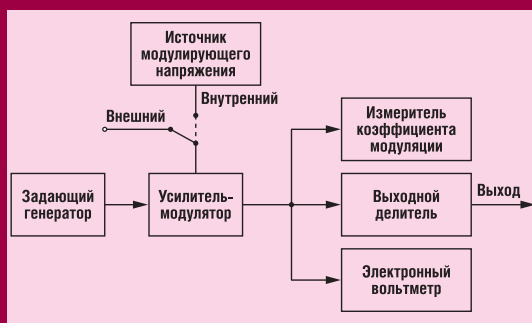 Источник
модулирующего
напряжения
Внутренний
Внешний
Измеритель
коэффициента
модуляции
Задающий
генератор
Усилитель-
модулятор
Выходной
делитель
Выход
Электронный
вольтметр